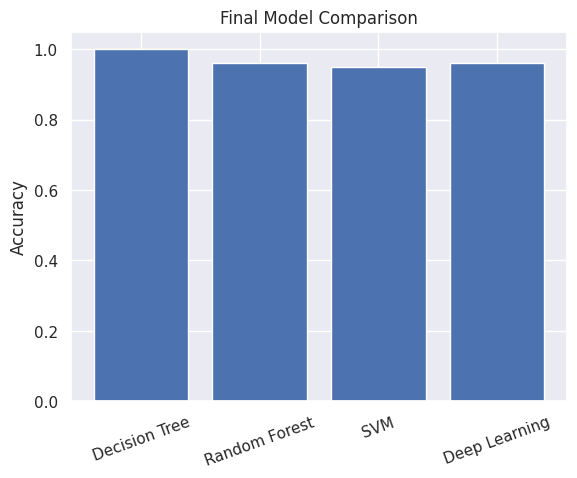 Final Model Comparison
Accuracy
1.0
0.8
0.6
0.4
0.2
0.0
Decision Tree
Random Forest
SVM
Deep Learning